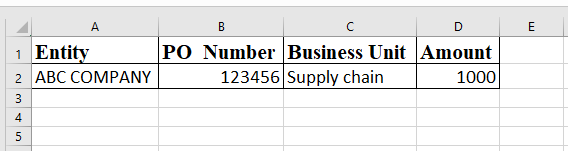 A B C D E
1 Entity PO  Number Business Unit Amount
2 ABC COMPANY 123456 Supply chain 1000
3
4
5